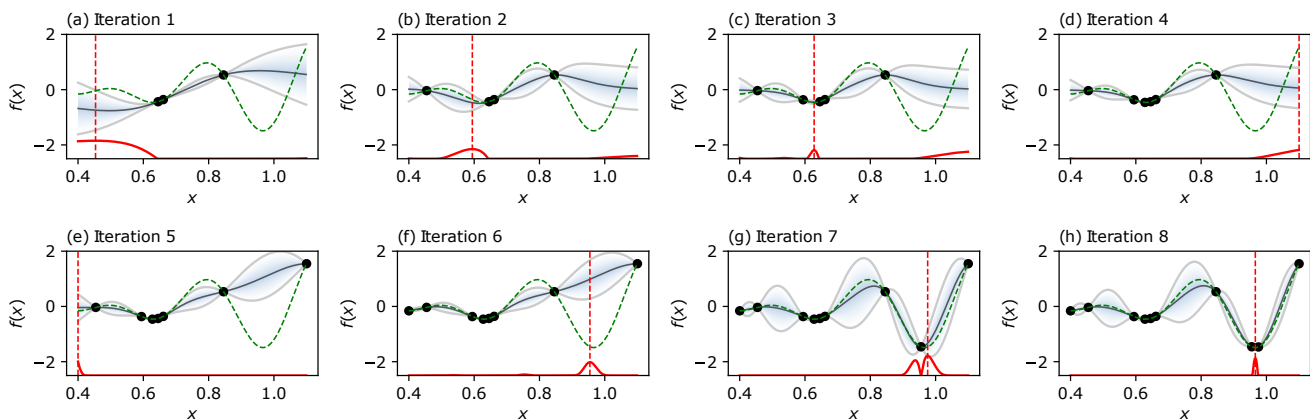 (a) Iteration 1
(b) Iteration 2
(c) Iteration 3
(d) Iteration 4
2
0
−2
f(x)
0.4 0.6 0.8 1.0
x
2
0
−2
f(x)
0.4 0.6 0.8 1.0
x
2
0
−2
f(x)
0.4 0.6 0.8 1.0
x
2
0
−2
f(x)
0.4 0.6 0.8 1.0
x
(e) Iteration 5
(f) Iteration 6
(g) Iteration 7
(h) Iteration 8
2
0
−2
f(x)
0.4 0.6 0.8 1.0
x
2
0
−2
f(x)
0.4 0.6 0.8 1.0
x
2
0
−2
f(x)
0.4 0.6 0.8 1.0
x
2
0
−2
f(x)
0.4 0.6 0.8 1.0
x